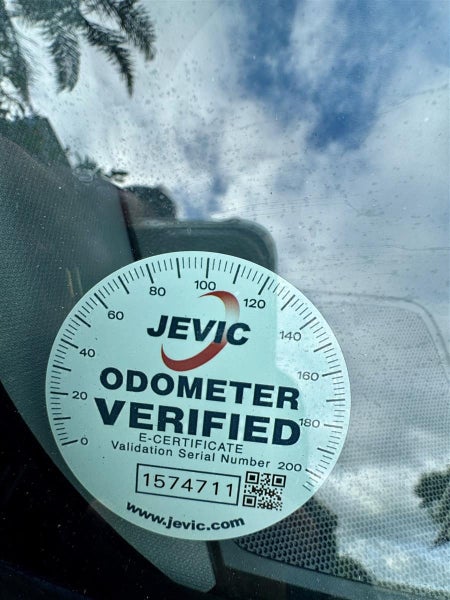 0 20 40 60 80 100 120 140 160 180 200
JEVIC
ODOMETER
VERIFIED
E-CERTIFICATE
Validation Serial Number
1574711
www.jevic.com